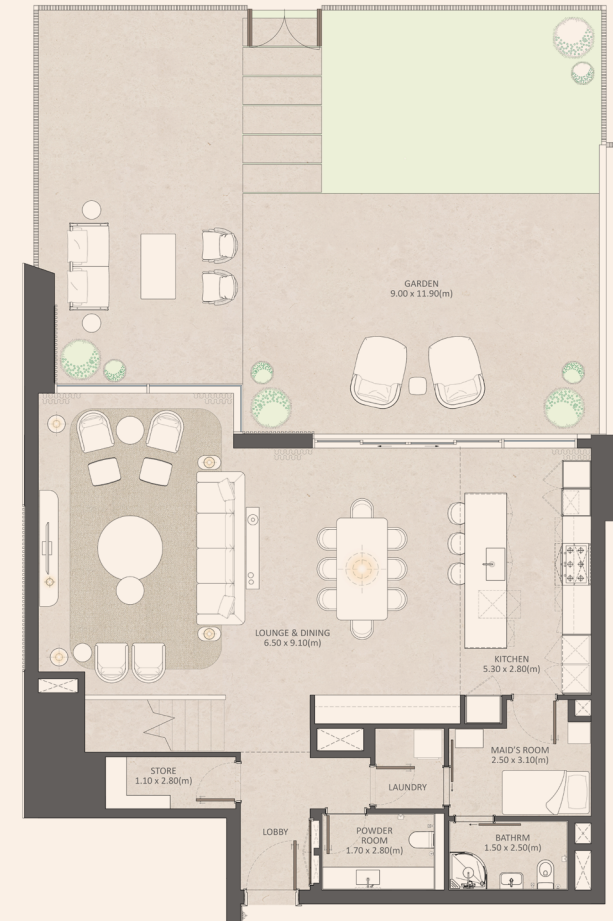 GARDEN
9.00 x 11.90(m)
LOUNGE & DINING
6.50 x 9.10(m)
KITCHEN
5.30 x 2.80(m)
MAID'S ROOM
2.50 x 3.10(m)
STORE
1.10 x 2.80(m)
LAUNDRY
LOBBY
POWDER
ROOM
1.70 x 2.80(m)
BATHRM
1.50 x 2.50(m)